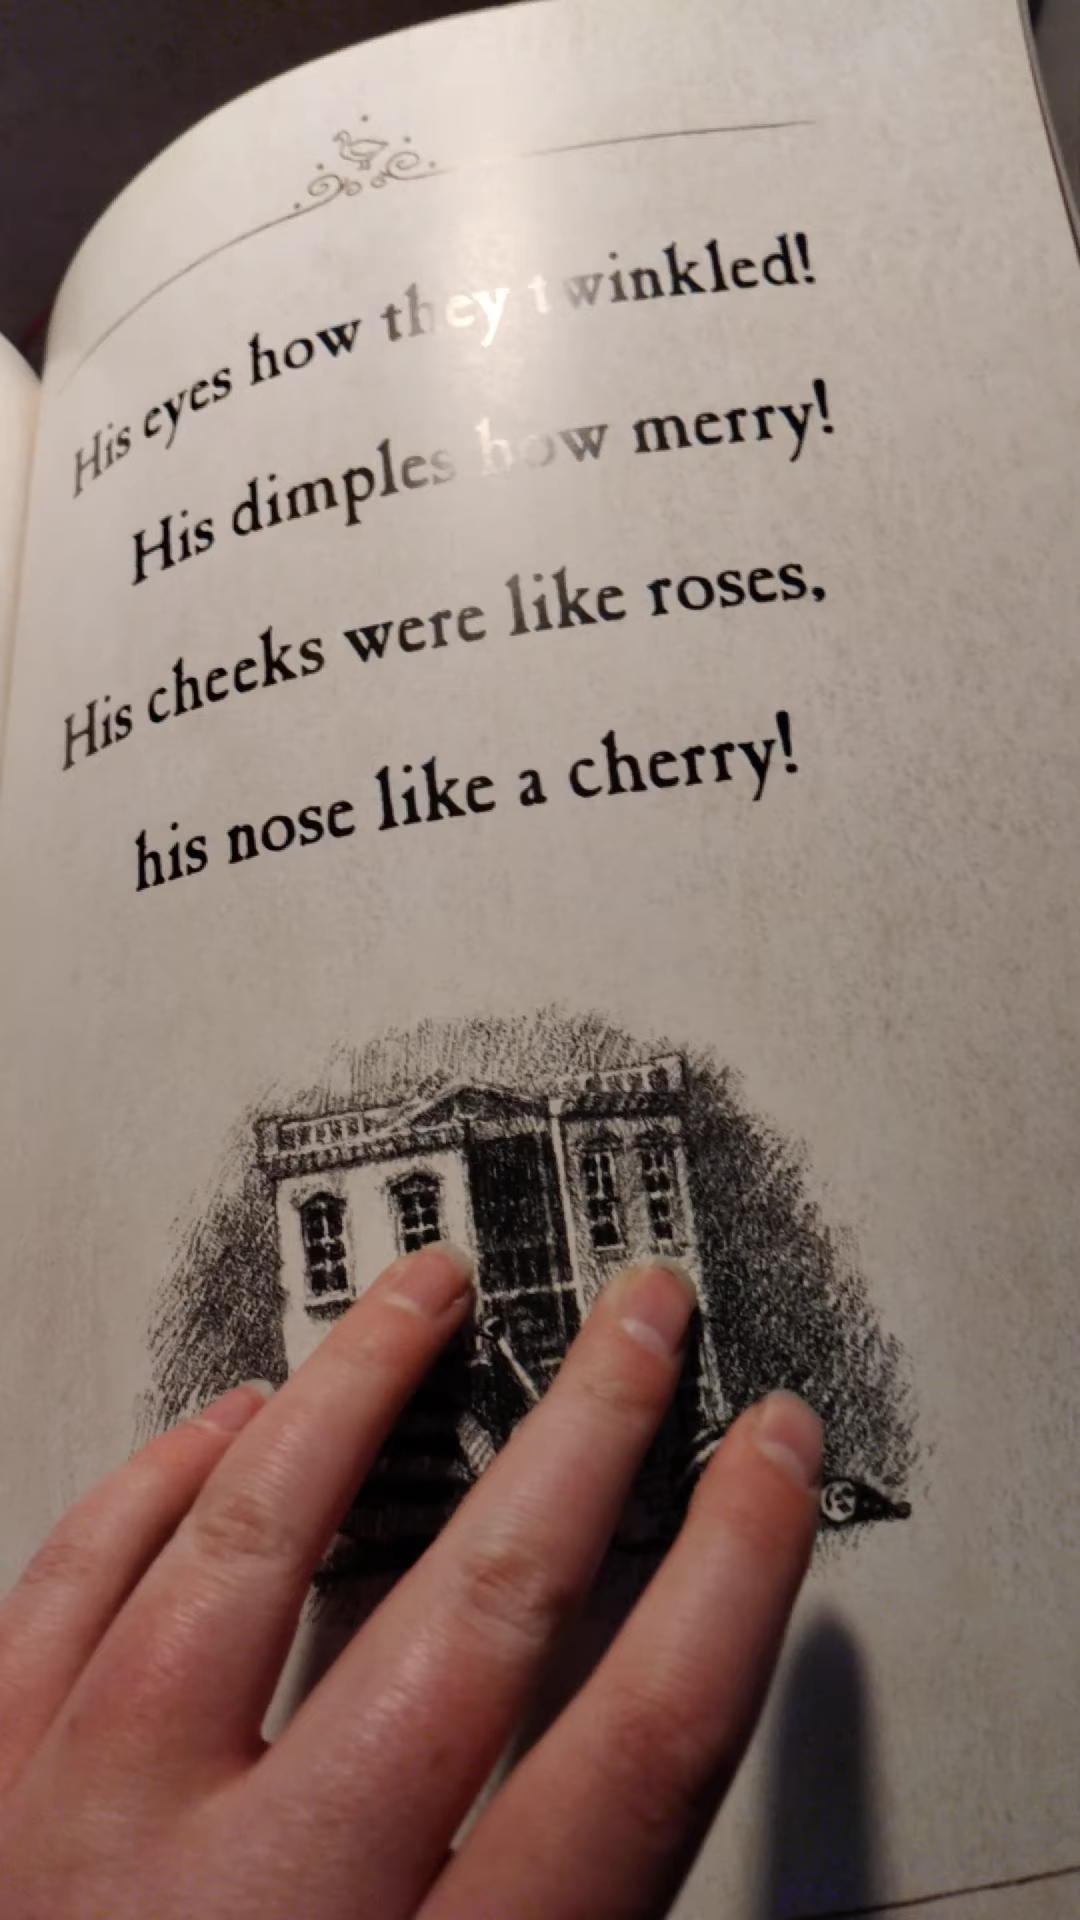 His eyes how they twinkled!
His dimples how merry!
His cheeks were like roses,
his nose like a cherry!